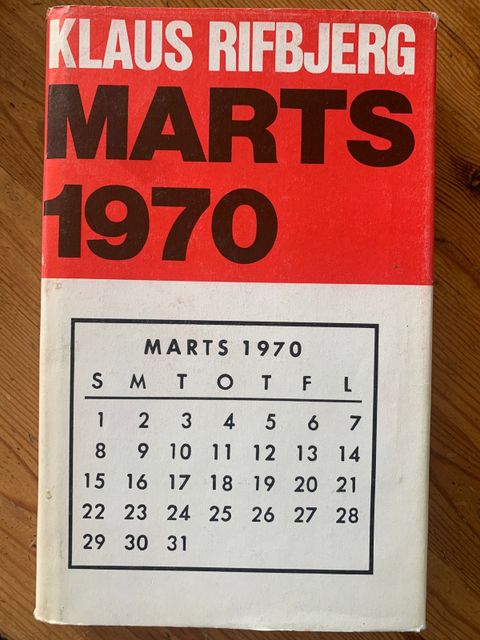 KLAUS RIFBJERG
MARTS
1970
MARTS 1970
S M T O T F L
1 2 3 4 5 6 7
8 9 10 11 12 13 14
15 16 17 18 19 20 21
22 23 24 25 26 27 28
29 30 31